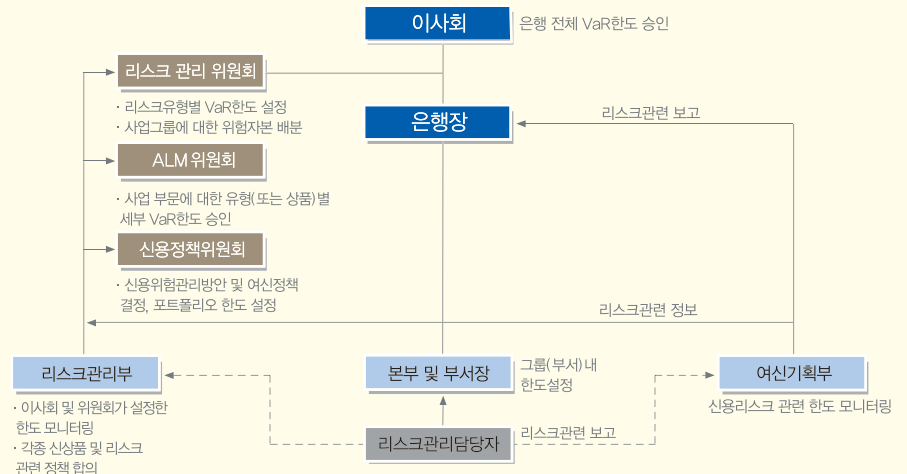 이사회
은행 전체 VaR한도 승인
리스크 관리 위원회
· 리스크유형별 VaR한도 설정
· 사업그룹에 대한 위험자본 배분
은행장
리스크관련 보고
ALM 위원회
· 사업 부문에 대한 유형(또는 상품)별
세부 VaR한도 승인
신용정책위원회
· 신용위험관리방안 및 여신정책
결정, 포트폴리오 한도 설정
리스크관련 정보
리스크관리부
· 이사회 및 위원회가 설정한
한도 모니터링
· 각종 신상품 및 리스크
관련 정책 합의
본부 및 부서장
그룹(부서)내
한도설정
여신기획부
신용리스크 관련 한도 모니터링
리스크관리담당자
리스크관련 보고